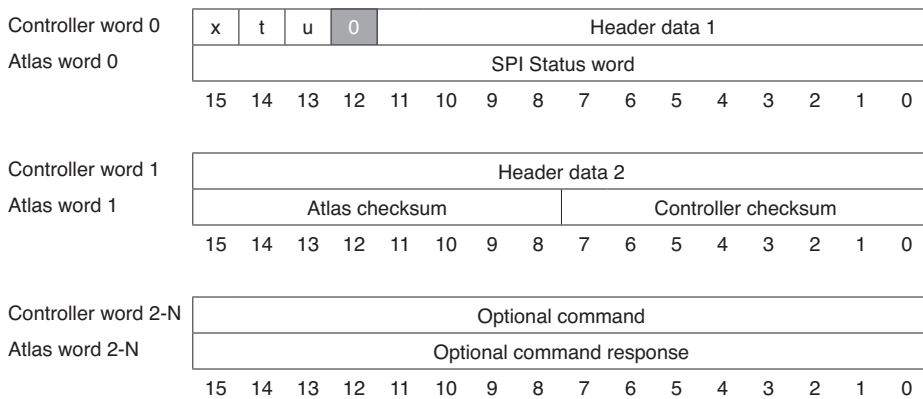 Controller word 0 x t u 0 Header data 1
Atlas word 0 SPI Status word
15 14 13 12 11 10 9 8 7 6 5 4 3 2 1 0
Controller word 1 Header data 2
Atlas word 1 Atlas checksum Controller checksum
15 14 13 12 11 10 9 8 7 6 5 4 3 2 1 0
Controller word 2-N Optional command
Atlas word 2-N Optional command response
15 14 13 12 11 10 9 8 7 6 5 4 3 2 1 0